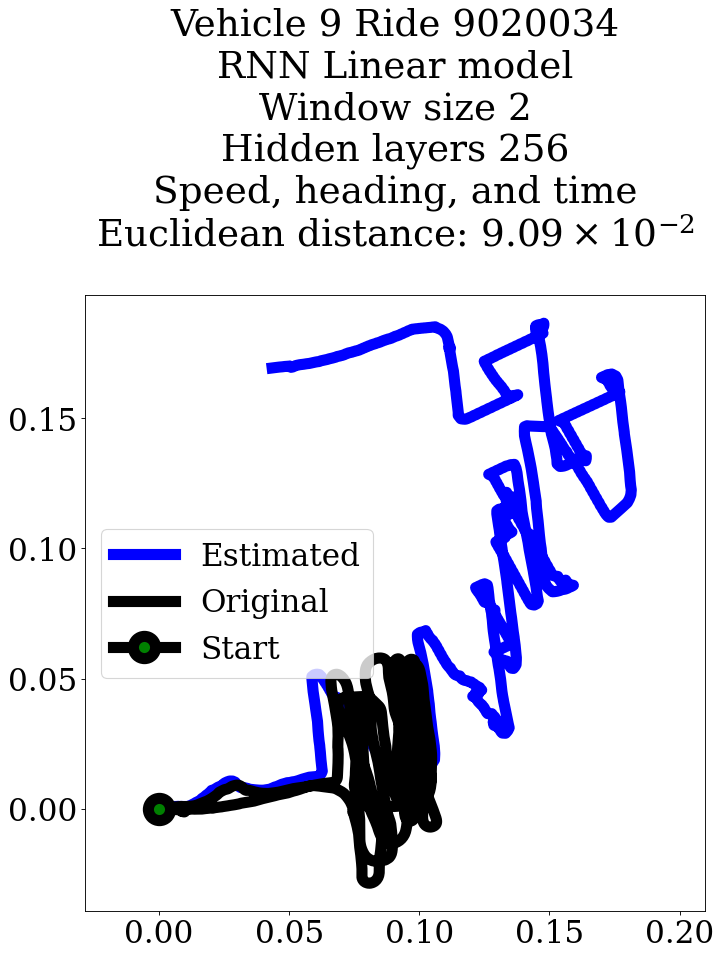 Vehicle 9 Ride 9020034
RNN Linear model
Window size 2
Hidden layers 256
Speed, heading, and time
Euclidean distance: 9.09 × 10⁻²
0.15
0.10
0.05
0.00
Estimated
Original
Start
0.00 0.05 0.10 0.15 0.20